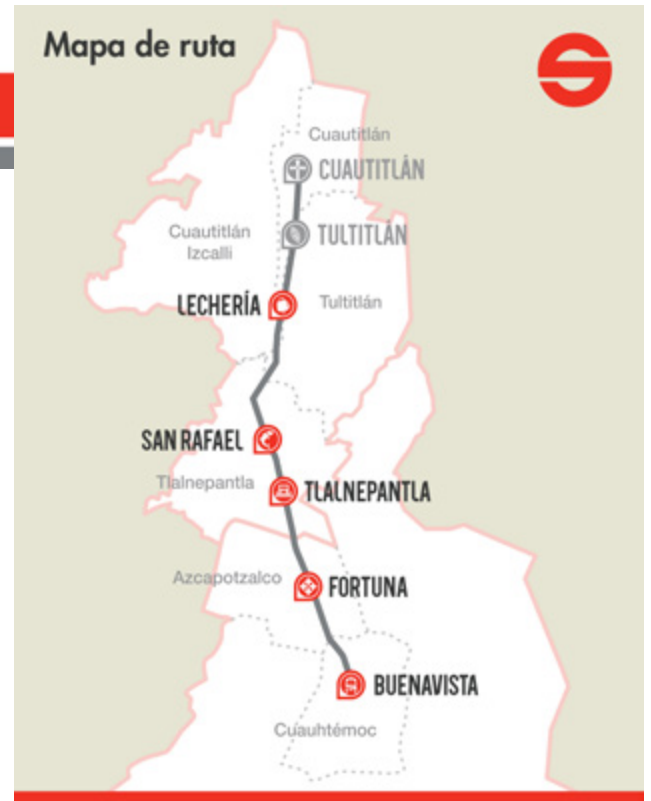 Mapa de ruta
Cuautitlán
CUAUTITLÁN
Cuautitlán
Izcalli
TULTITLÁN
LECHERÍA
Tultitlán
SAN RAFAEL
Tlalnepantla
TLALNEPANTLA
Azcapotzalco
FORTUNA
BUENAVISTA
Cuauhtémoc